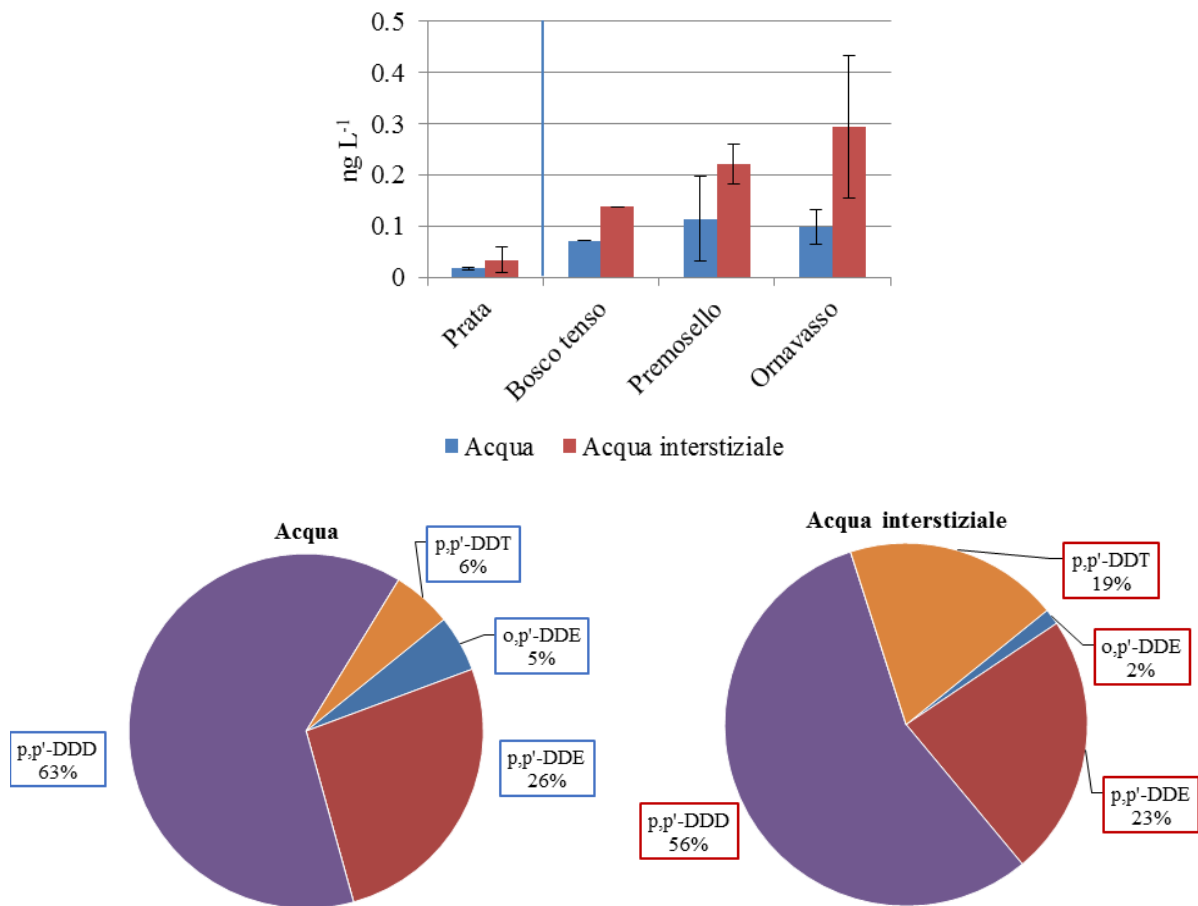 0.5
0.4
0.3
0.2
0.1
0
ng L⁻¹
Prata
Bosco tenso
Premosello
Ornavasso
Acqua
Acqua interstiziale
Acqua
p,p'-DDT
6%
o,p'-DDE
5%
p,p'-DDE
26%
p,p'-DDD
63%
Acqua interstiziale
p,p'-DDT
19%
o,p'-DDE
2%
p,p'-DDE
23%
p,p'-DDD
56%